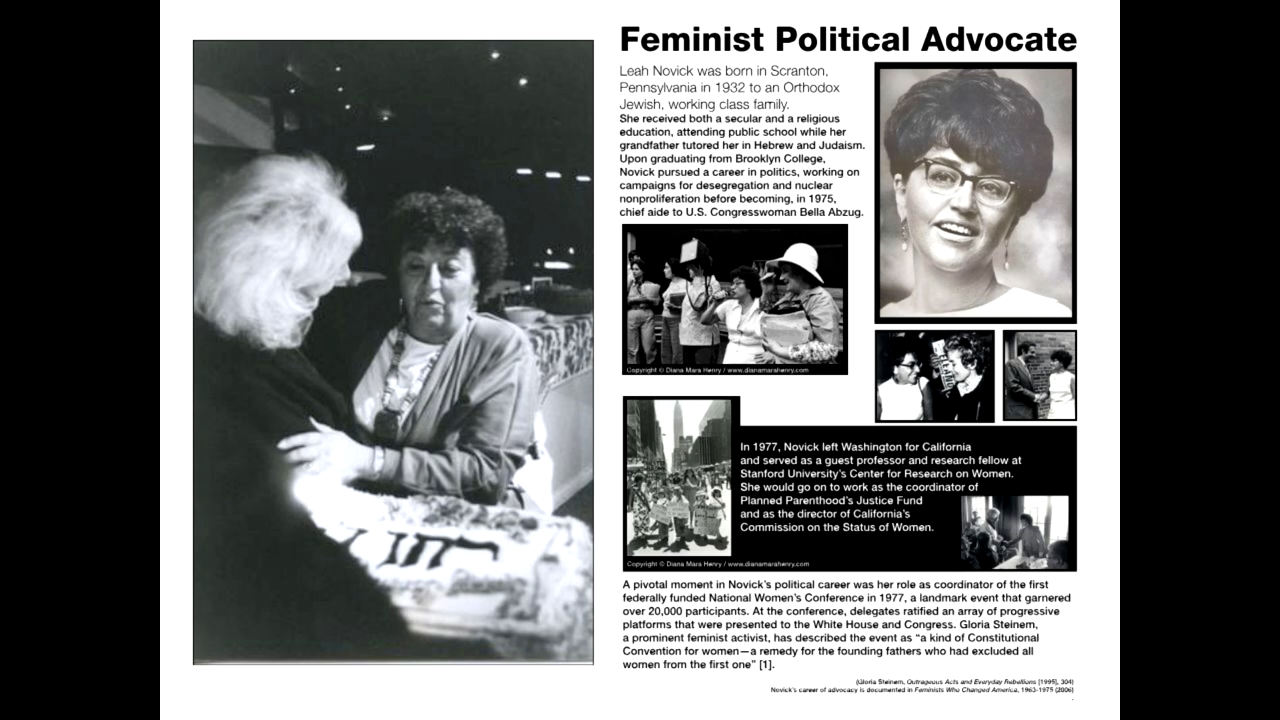 Feminist Political Advocate
Leah Novick was born in Scranton,
Pennsylvania in 1932 to an Orthodox
Jewish, working class family.
She received both a secular and a religious
education, attending public school while her
grandfather tutored her in Hebrew and Judaism.
Upon graduating from Brooklyn College,
Novick pursued a career in politics, working on
campaigns for desegregation and nuclear
nonproliferation before becoming, in 1975,
chief aide to U.S. Congresswoman Bella Abzug.
Copyright © Diana Mara Henry / www.dianamarahenry.com
In 1977, Novick left Washington for California
and served as a guest professor and research fellow at
Stanford University's Center for Research on Women.
She would go on to work as the coordinator of
Planned Parenthood's Justice Fund
and as the director of California's
Commission on the Status of Women.
Copyright © Diana Mara Henry / www.dianamarahenry.com
A pivotal moment in Novick's political career was her role as coordinator of the first
federally funded National Women's Conference in 1977, a landmark event that garnered
over 20,000 participants. At the conference, delegates ratified an array of progressive
platforms that were presented to the White House and Congress. Gloria Steinem,
a prominent feminist activist, has described the event as "a kind of Constitutional
Convention for women—a remedy for the founding fathers who had excluded all
women from the first one" [1].
(Gloria Steinem, Outrageous Acts and Everyday Rebellions [1995], 304)
Novick's career of advocacy is documented in Feminists Who Changed America, 1963-1975 (2006)
.